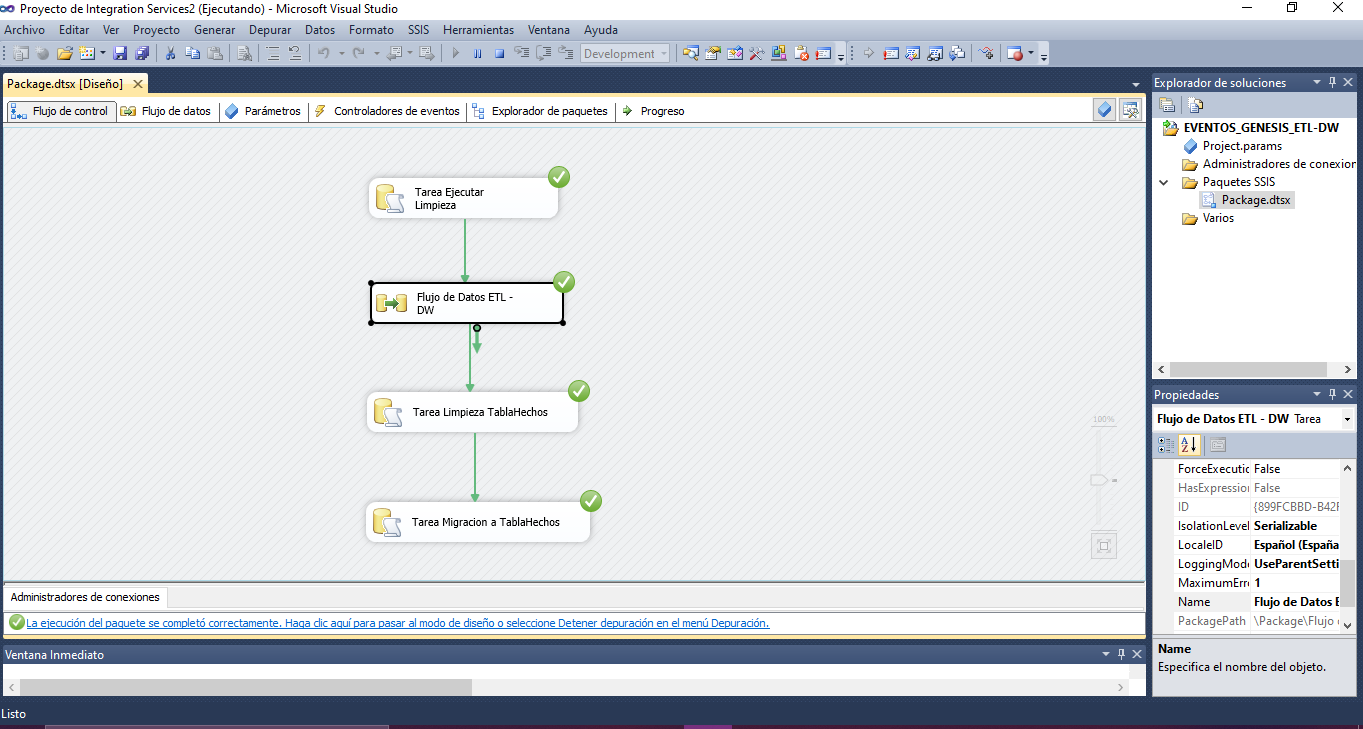 Proyecto de Integration Services2 (Ejecutando) - Microsoft Visual Studio
Archivo Editar Ver Proyecto Generar Depurar Datos Formato SSIS Herramientas Ventana Ayuda
Development
Package.dtsx [Diseño]
Flujo de control Flujo de datos Parámetros Controladores de eventos Explorador de paquetes Progreso
Tarea Ejecutar
Limpieza
Flujo de Datos ETL -
DW
Tarea Limpieza TablaHechos
Tarea Migracion a TablaHechos
100%
Administradores de conexiones
La ejecución del paquete se completó correctamente. Haga clic aquí para pasar al modo de diseño o seleccione Detener depuración en el menú Depuración.
Ventana Inmediato
Listo
Explorador de soluciones
EVENTOS_GENESIS_ETL-DW
Project.params
Administradores de conexion
Paquetes SSIS
Package.dtsx
Varios
Propiedades
Flujo de Datos ETL - DW Tarea
ForceExecutic False
HasExpression False
ID {899FCBBD-B42F
IsolationLevel Serializable
LocaleID Español (España
LoggingMode UseParentSetti
MaximumErro 1
Name Flujo de Datos E
PackagePath \Package\Flujo
Name
Especifica el nombre del objeto.